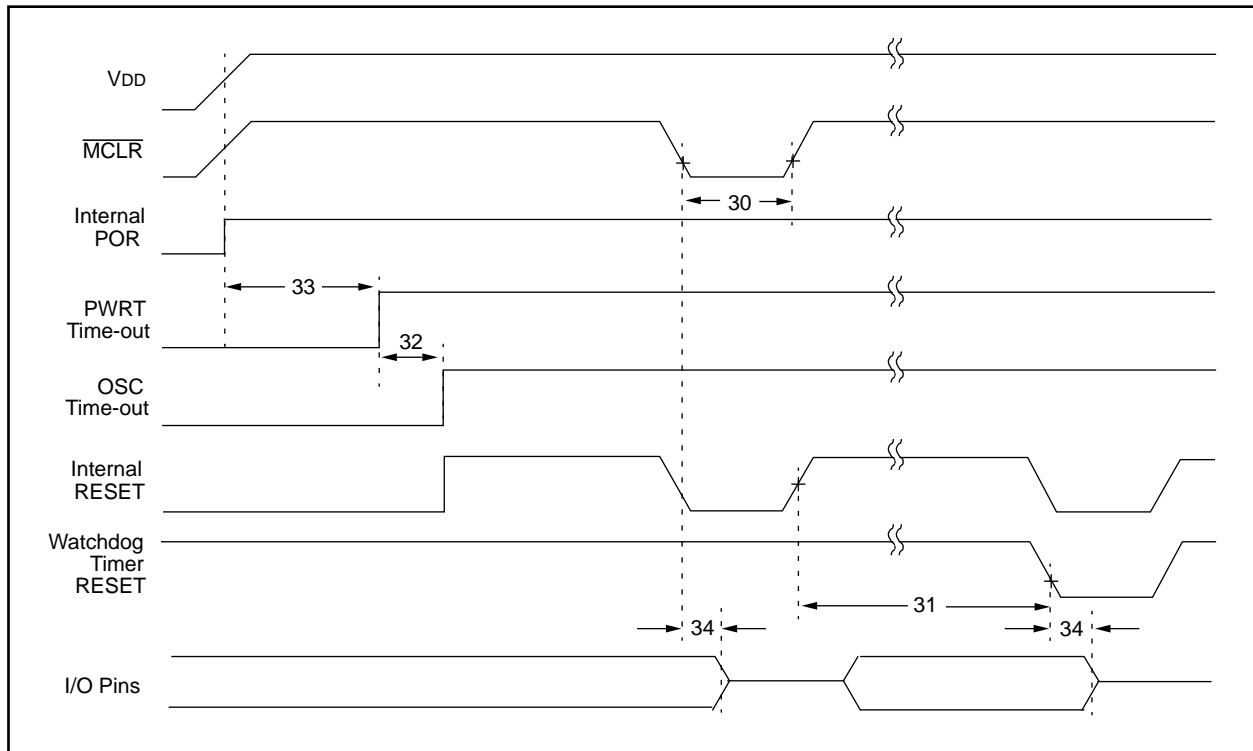 VDD
MCLR
30
Internal
POR
33
PWRT
Time-out
32
OSC
Time-out
Internal
RESET
Watchdog
Timer
RESET
31
34
34
I/O Pins